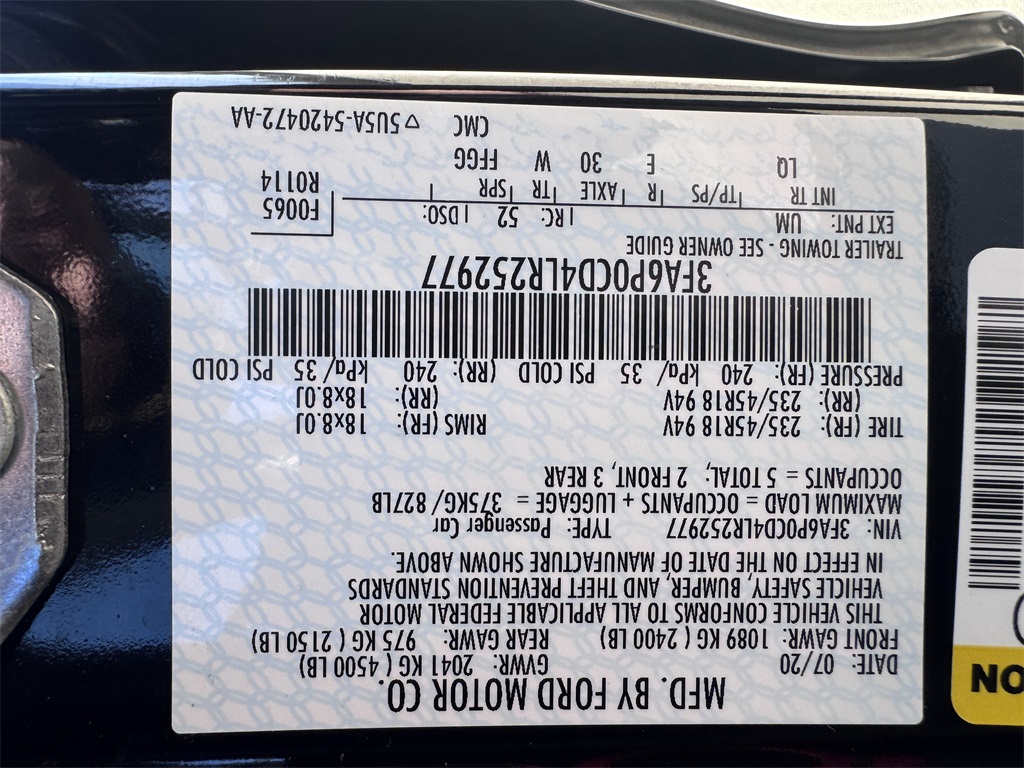 MFD. BY FORD MOTOR CO.
DATE: 07/20 GVWR: 2041 KG ( 4500 LB)
FRONT GAWR: 1089 KG ( 2400 LB) REAR GAWR: 975 KG ( 2150 LB)
THIS VEHICLE CONFORMS TO ALL APPLICABLE FEDERAL MOTOR
VEHICLE SAFETY, BUMPER, AND THEFT PREVENTION STANDARDS
IN EFFECT ON THE DATE OF MANUFACTURE SHOWN ABOVE.
VIN: 3FA6P0CD4LR252977 TYPE: Passenger Car
MAXIMUM LOAD = OCCUPANTS + LUGGAGE = 375KG/ 827LB
OCCUPANTS = 5 TOTAL, 2 FRONT, 3 REAR
TIRE (FR): 235/45R18 94V RIMS (FR): 18x8.0J
(RR): 235/45R18 94V (RR): 18x8.0J
PRESSURE (FR): 240 kPa/ 35 PSI COLD (RR): 240 kPa/ 35 PSI COLD
3FA6P0CD4LR252977
TRAILER TOWING - SEE OWNER GUIDE
EXT PNT: UM | RC: 52 | DSO: F0065
INT TR | TP/PS | R | AXLE | TR | SPR | R0114
LQ E 30 W FFGG
CMC ▽ 5U5A-5420472-AA
NO